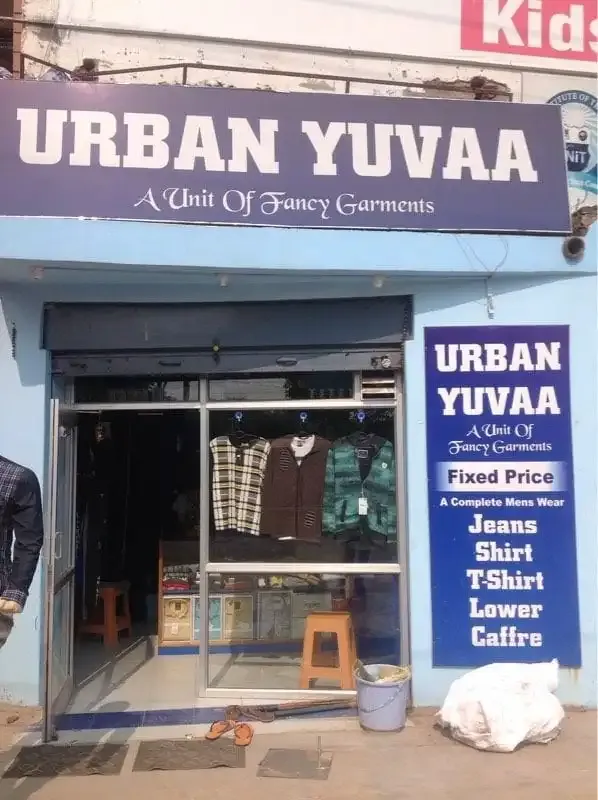 Kids
URBAN YUVAA
A Unit Of Fancy Garments
NiT
URBAN
YUVAA
A Unit Of
Fancy Garments
Fixed Price
A Complete Mens Wear
Jeans
Shirt
T-Shirt
Lower
Caffre